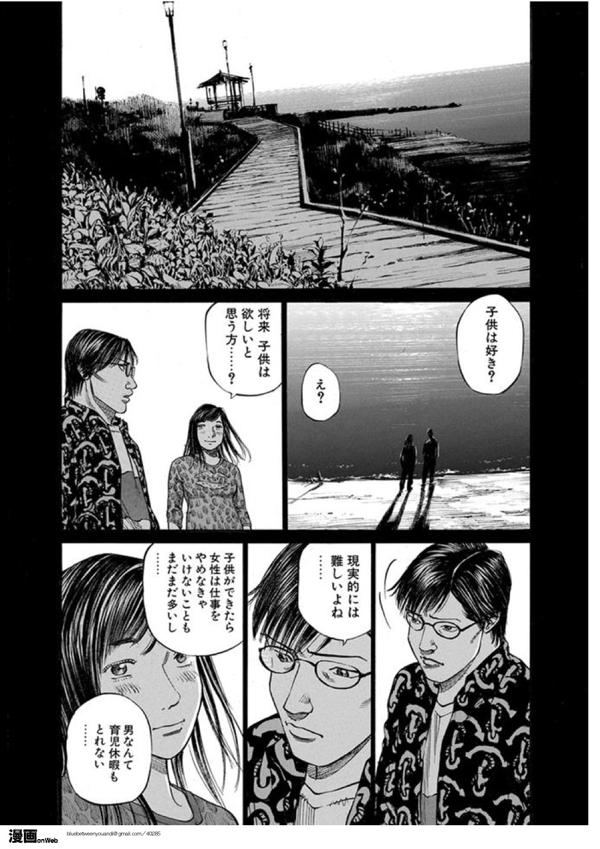 子供は好き？
え？
将来 子供は
欲しいと
思う方……？
現実的には
難しいよね
……
子供ができたら
女性は仕事を
やめなきゃ
いけないことも
まだまだ多いし
……
男なんて
育児休暇も
とれない
……
漫画onWeb
bluebetweenyouandi@gmail.com／40285